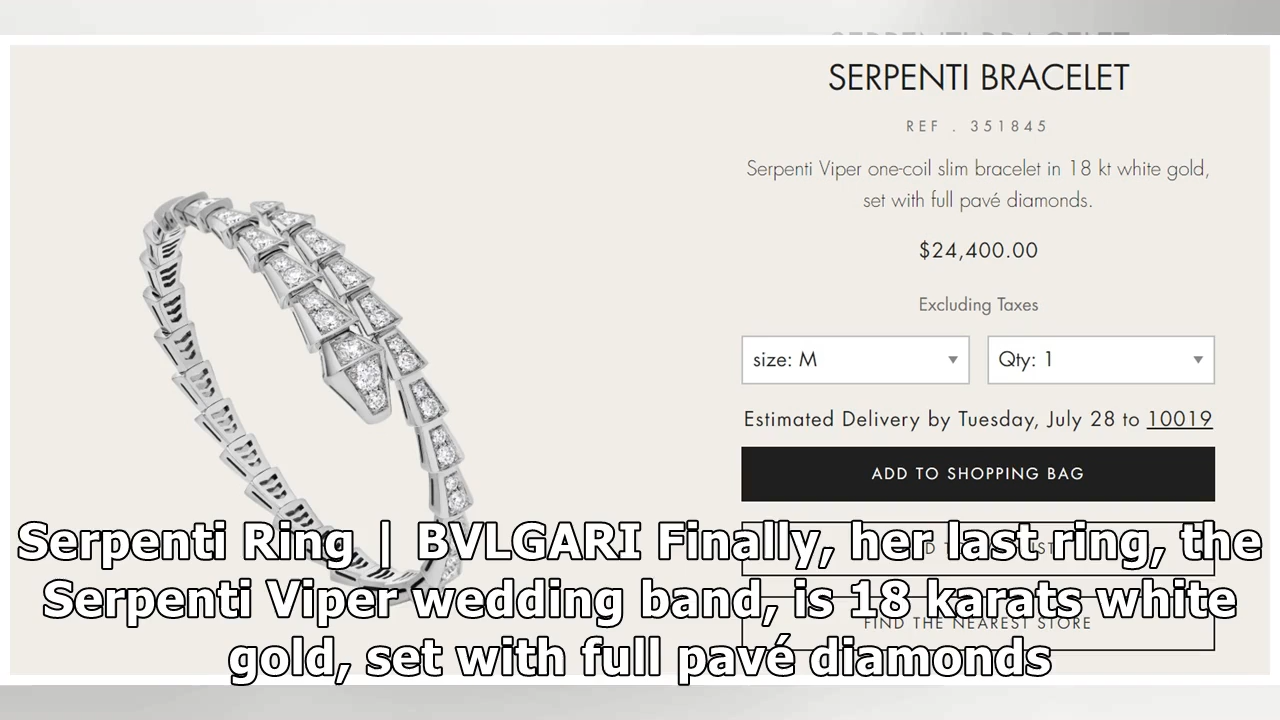 SERPENTI BRACELET
REF . 351845
Serpenti Viper one-coil slim bracelet in 18 kt white gold,
set with full pavé diamonds.
$24,400.00
Excluding Taxes
size: M
Qty: 1
Estimated Delivery by Tuesday, July 28 to 10019
ADD TO SHOPPING BAG
FIND THE NEAREST STORE
Serpenti Ring | BVLGARI Finally, her last ring, the
Serpenti Viper wedding band, is 18 karats white
gold, set with full pavé diamonds